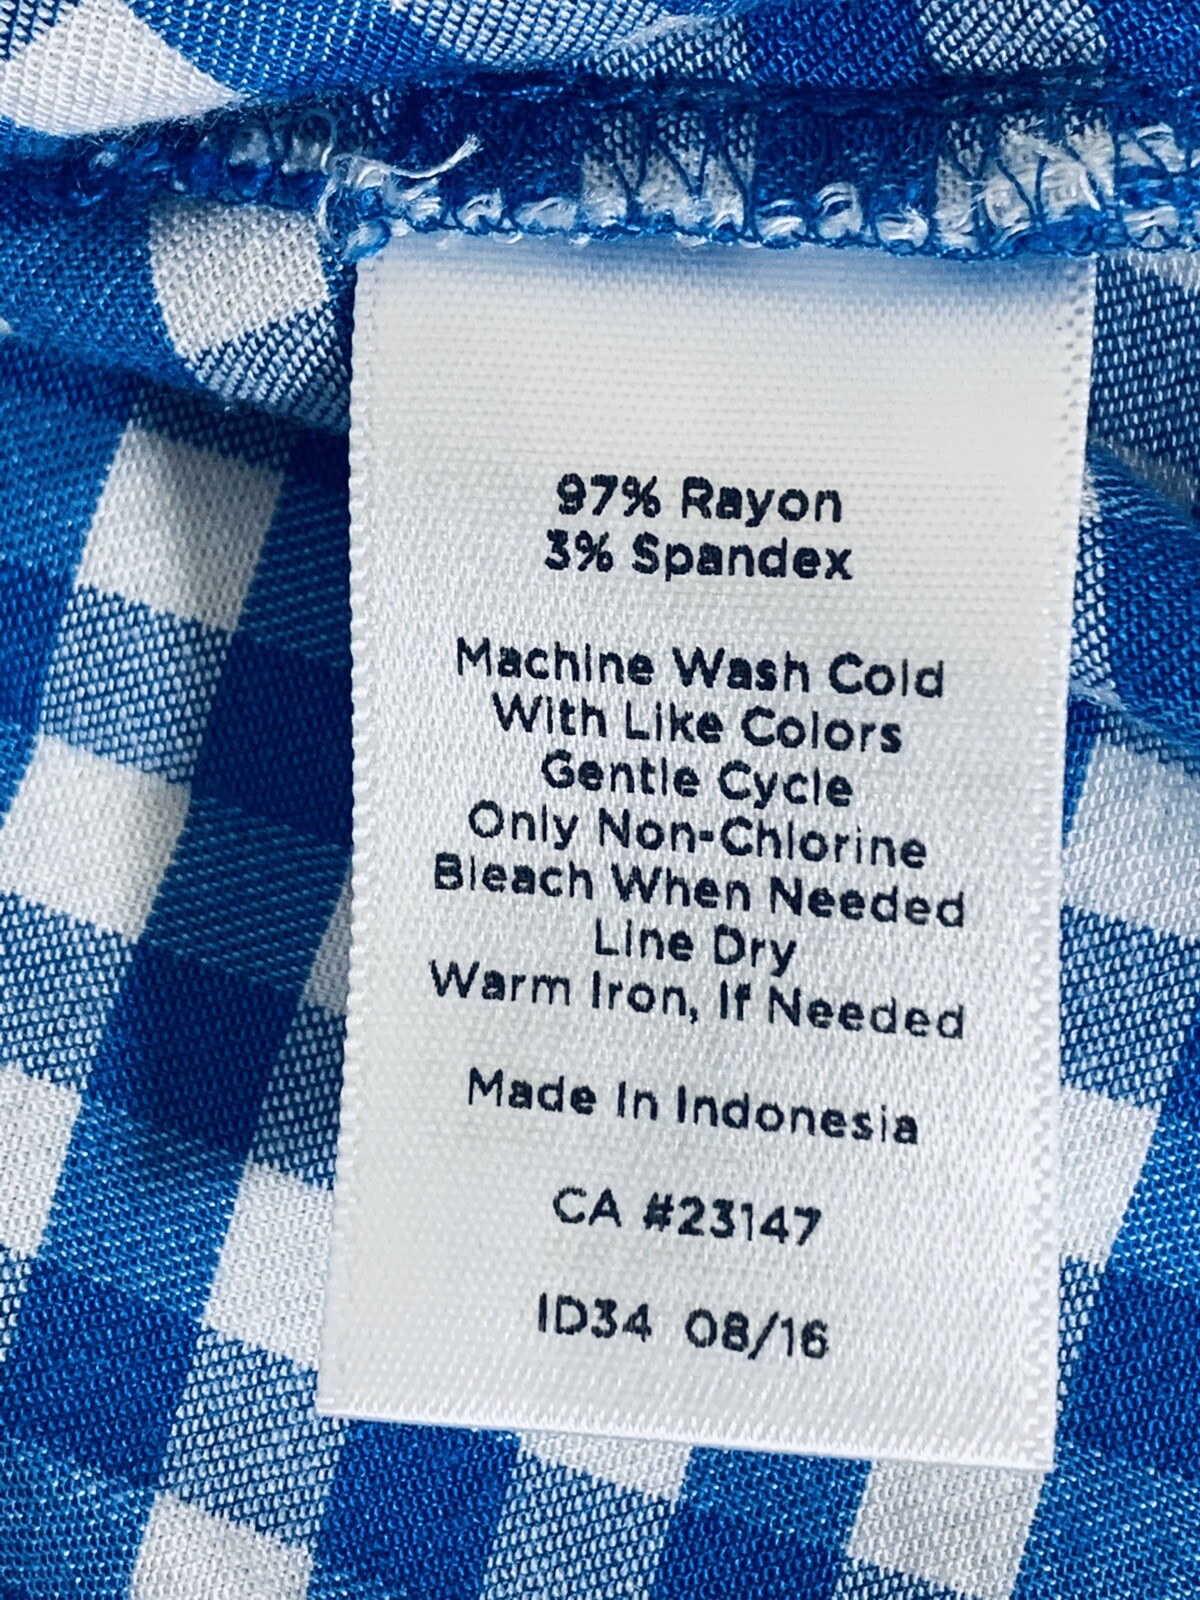 97% Rayon
3% Spandex
Machine Wash Cold
With Like Colors
Gentle Cycle
Only Non-Chlorine
Bleach When Needed
Line Dry
Warm Iron, If Needed
Made In Indonesia
CA #23147
ID34 08/16